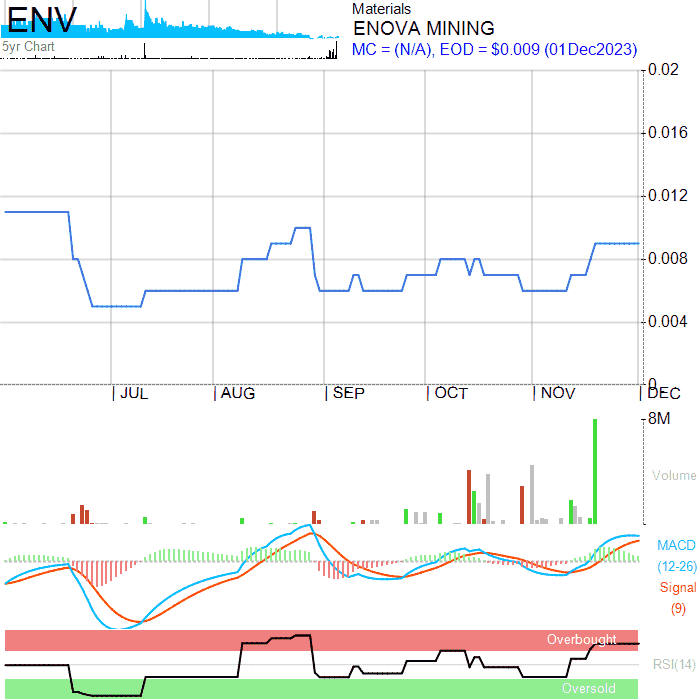 ENV
5yr Chart
Materials
ENOVA MINING
MC = (N/A), EOD = $0.009 (01Dec2023)
0.02
0.016
0.012
0.008
0.004
0
JUL AUG SEP OCT NOV DEC
8M
Volume
MACD
(12-26)
Signal
(9)
Overbought
RSI(14)
Oversold